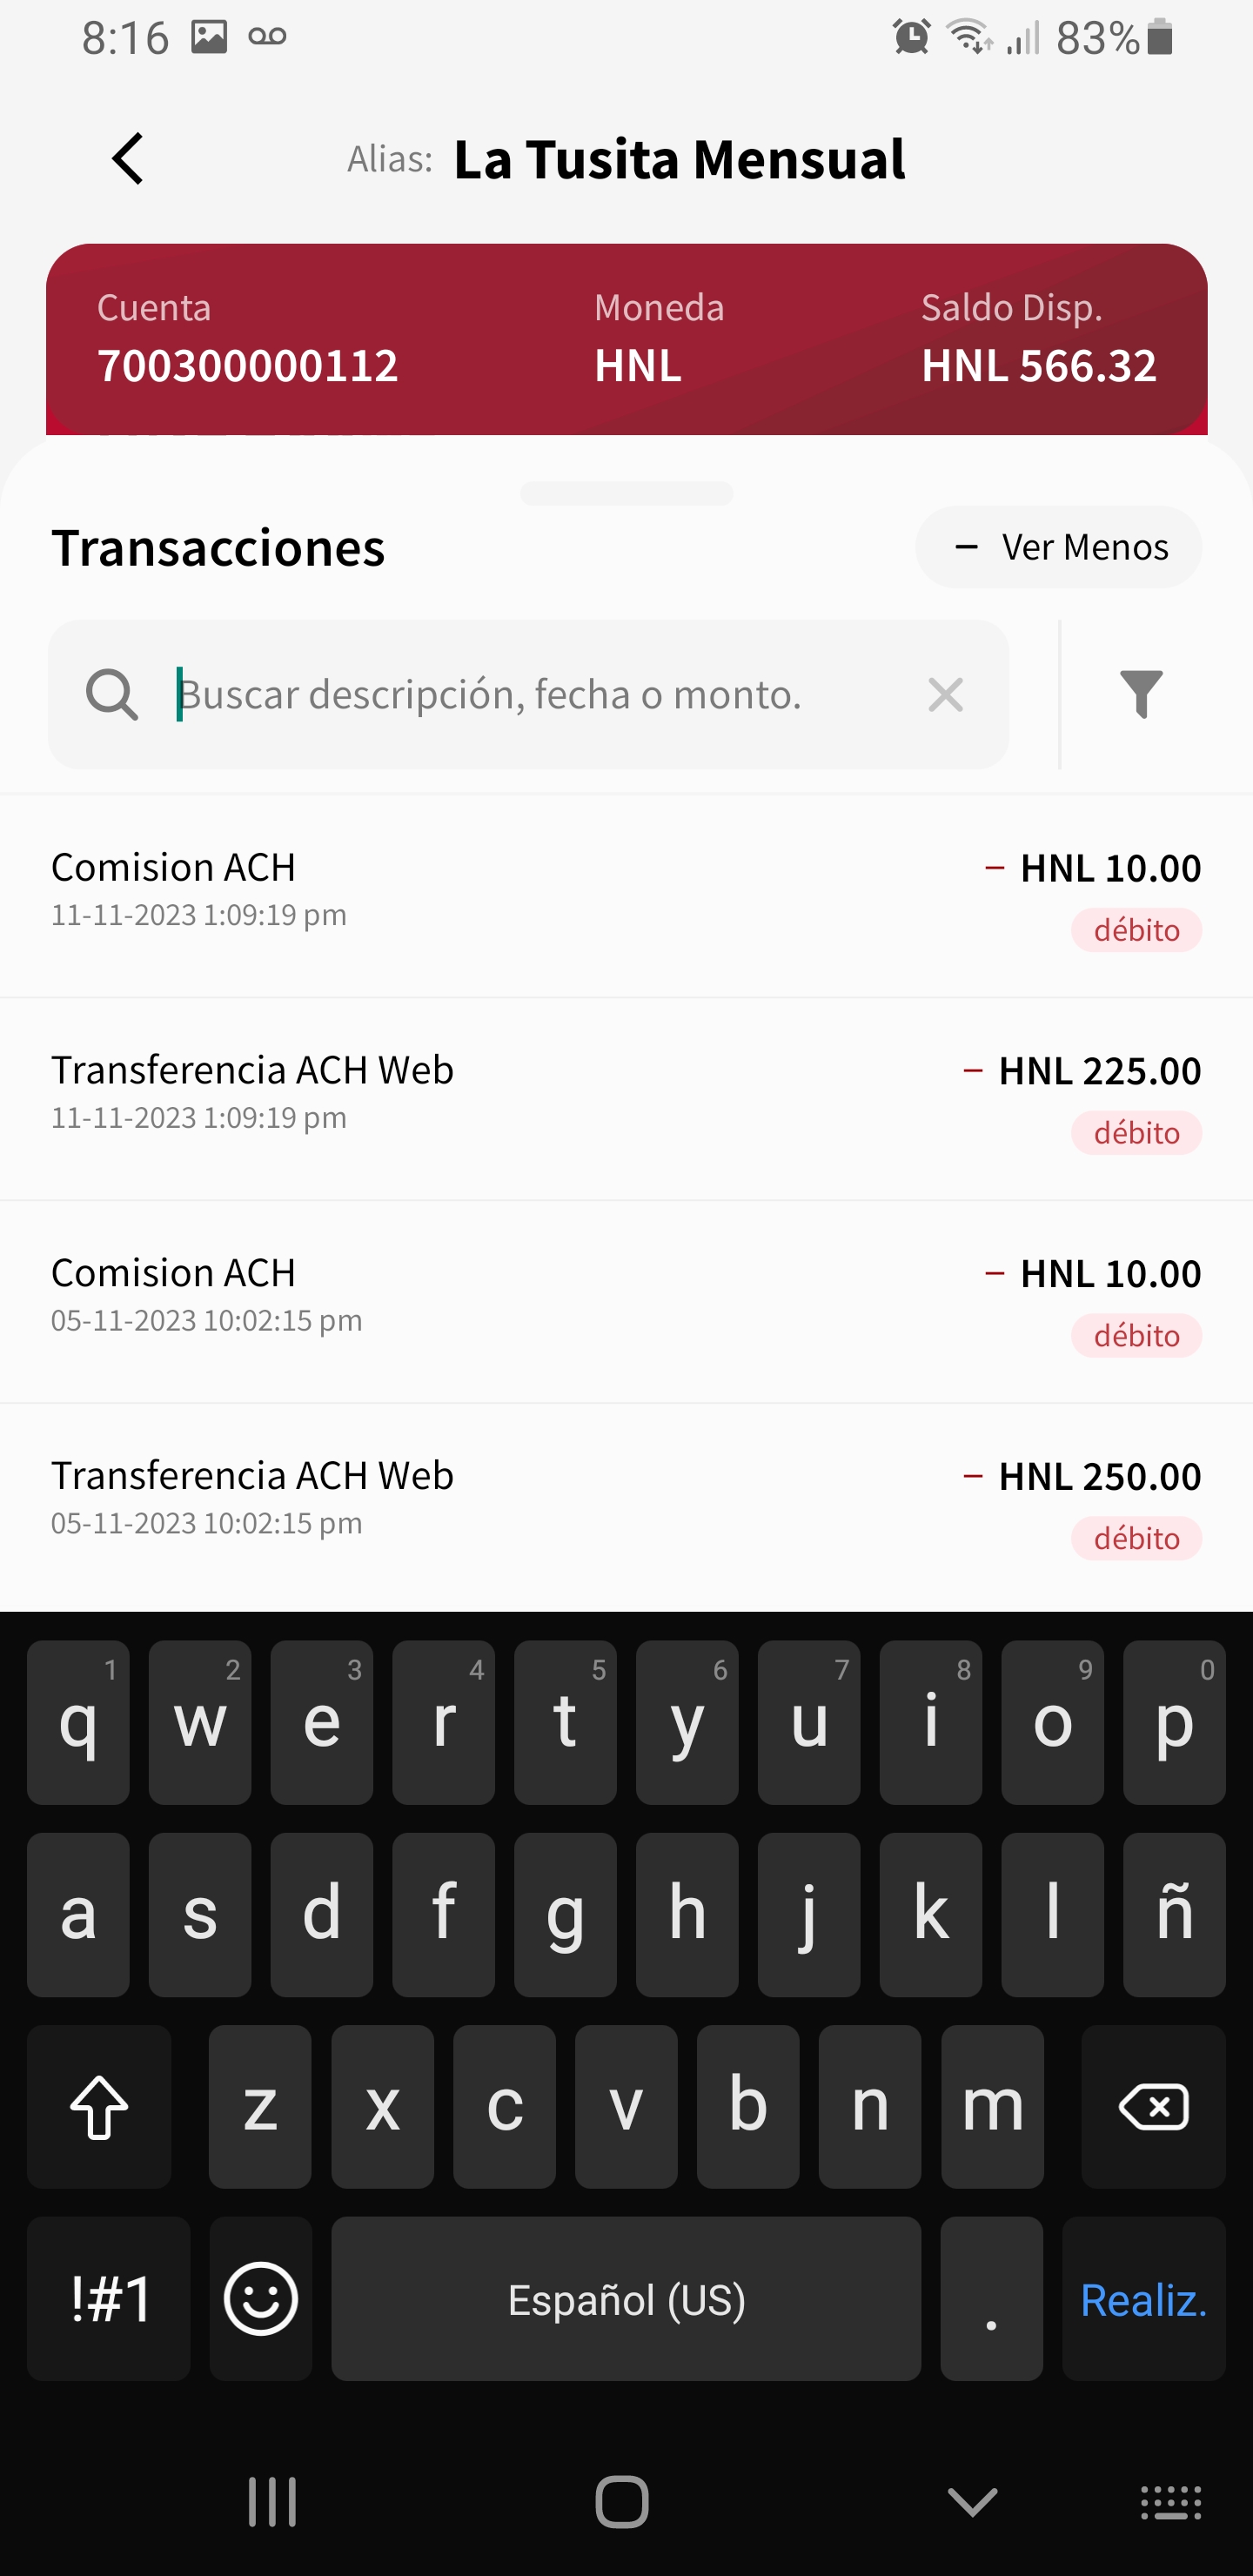 8:16 83%
Alias: La Tusita Mensual
Cuenta Moneda Saldo Disp.
700300000112 HNL HNL 566.32
Transacciones – Ver Menos
Buscar descripción, fecha o monto.
Comision ACH – HNL 10.00
11-11-2023 1:09:19 pm débito
Transferencia ACH Web – HNL 225.00
11-11-2023 1:09:19 pm débito
Comision ACH – HNL 10.00
05-11-2023 10:02:15 pm débito
Transferencia ACH Web – HNL 250.00
05-11-2023 10:02:15 pm débito
1 2 3 4 5 6 7 8 9 0
q w e r t y u i o p
a s d f g h j k l ñ
z x c v b n m
!#1 Español (US) . Realiz.